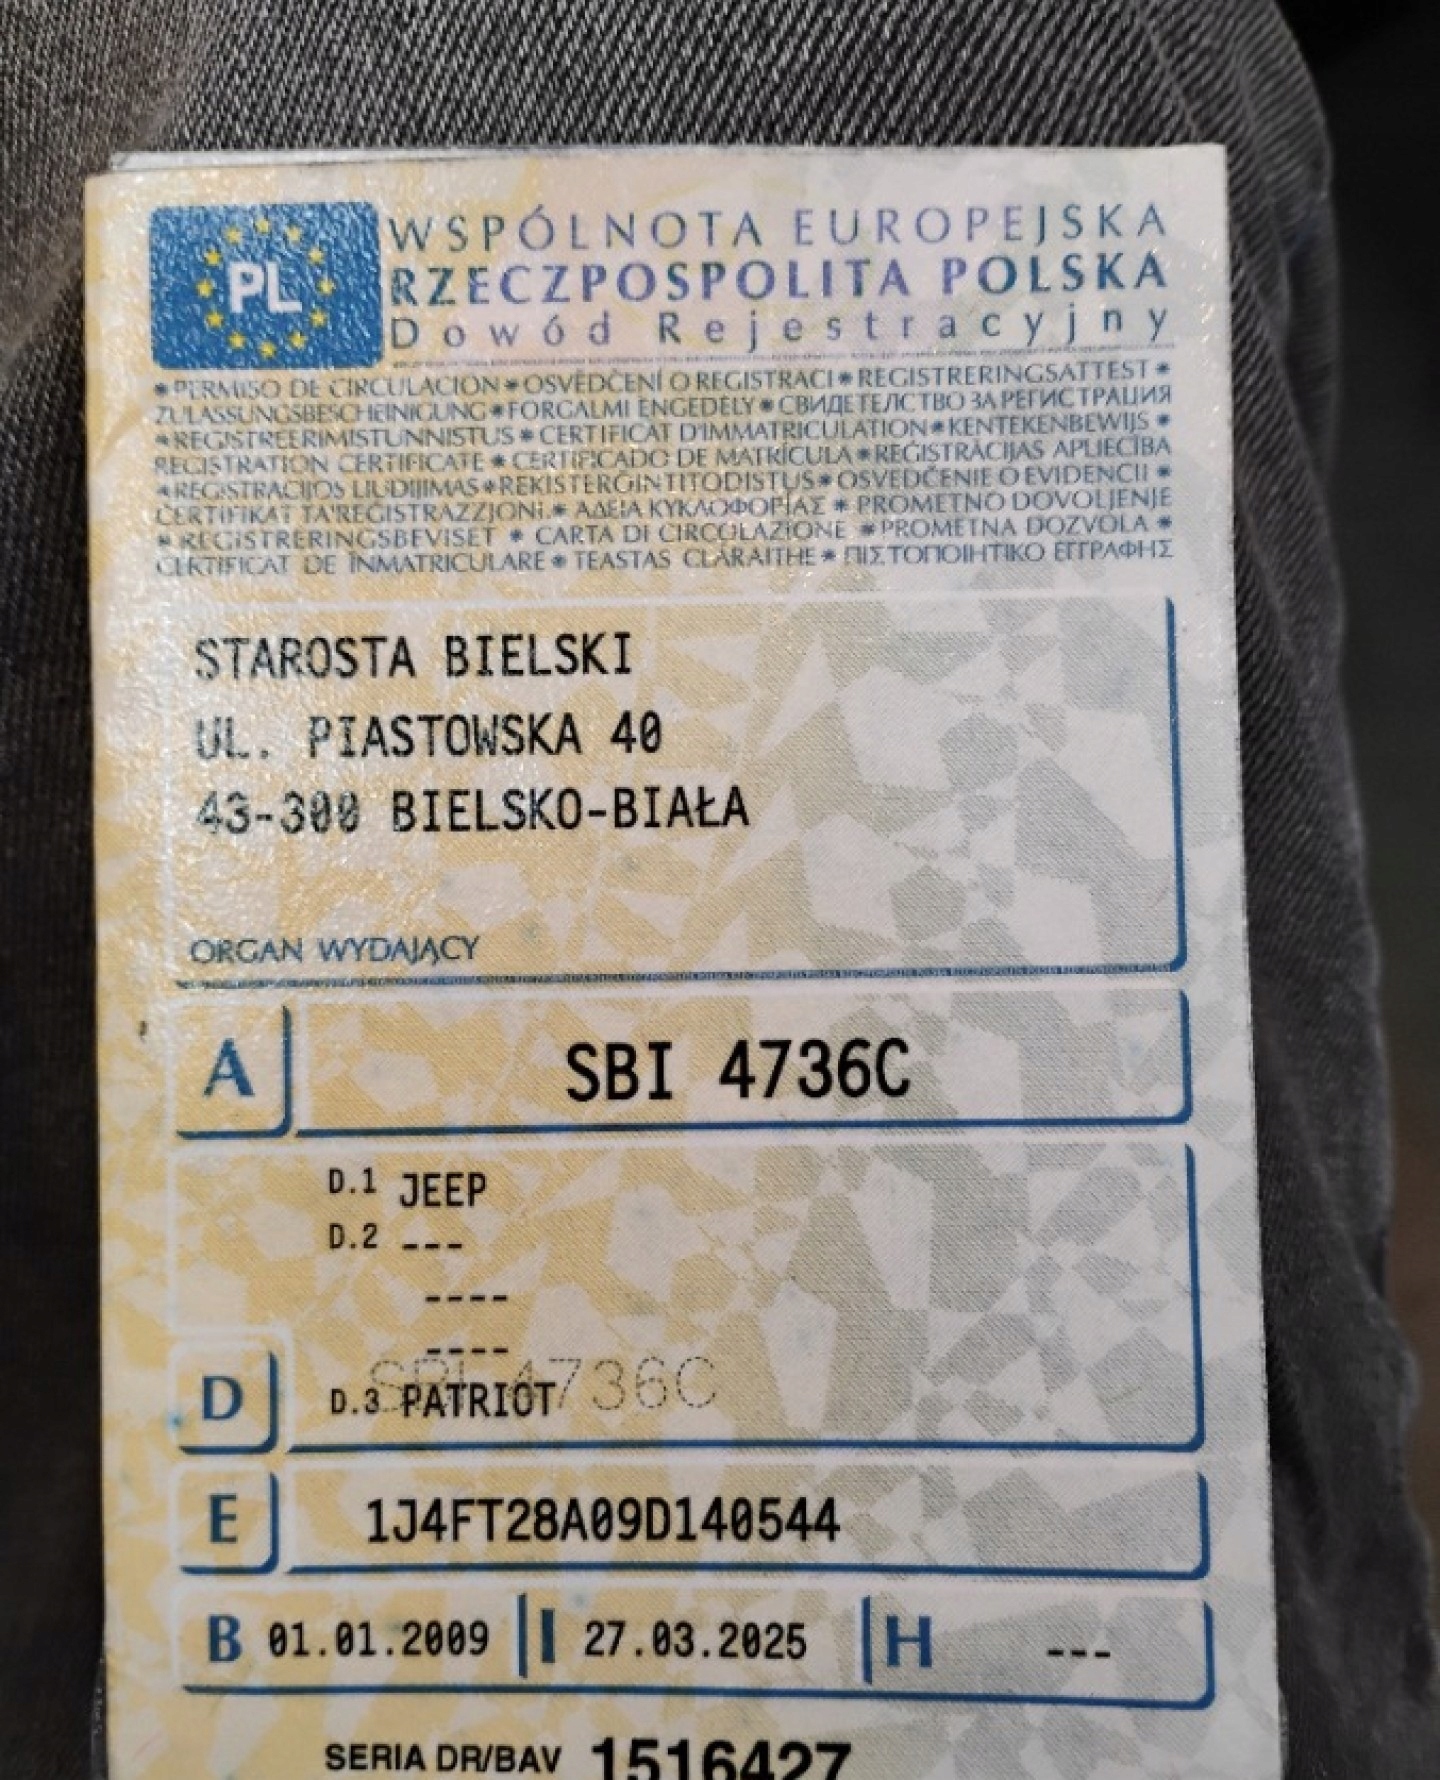 PL
WSPÓLNOTA EUROPEJSKA
RZECZPOSPOLITA POLSKA
Dowód Rejestracyjny
*PERMISO DE CIRCULACIÓN*OSVĚDČENÍ O REGISTRACI*REGISTRERINGSATTEST*
ZULASSUNGSBESCHEINIGUNG*FORGALMI ENGEDÉLY*СВИДЕТЕЛСТВО ЗА РЕГИСТРАЦИЯ
*REGISTREERIMISTUNNISTUS*CERTIFICAT D'IMMATRICULATION*KENTEKENBEWIJS*
REGISTRATION CERTIFICATE*CERTIFICADO DE MATRÍCULA*REĢISTRĀCIJAS APLIECĪBA
*REGISTRACIJOS LIUDIJIMAS*REKISTERÖINTITODISTUS*OSVEDČENIE O EVIDENCII*
ĊERTIFIKAT TA'REĠISTRAZZJONI*ΑΔΕΙΑ ΚΥΚΛΟΦΟΡΙΑΣ*PROMETNO DOVOLJENJE
*REGISTRERINGSBEVISET*CARTA DI CIRCOLAZIONE*PROMETNA DOZVOLA*
CERTIFICAT DE ÎNMATRICULARE*TEASTAS CLÁRAITHE*ΠΙΣΤΟΠΟΙΗΤΙΚΟ ΕΓΓΡΑΦΗΣ
STAROSTA BIELSKI
UL. PIASTOWSKA 40
43-300 BIELSKO-BIAŁA
ORGAN WYDAJĄCY
A SBI 4736C
D.1 JEEP
D.2 ---
----
----
SBI 4736C
D D.3 PATRIOT
E 1J4FT28A09D140544
B 01.01.2009 I 27.03.2025 H ---
SERIA DR/BAV 1516427